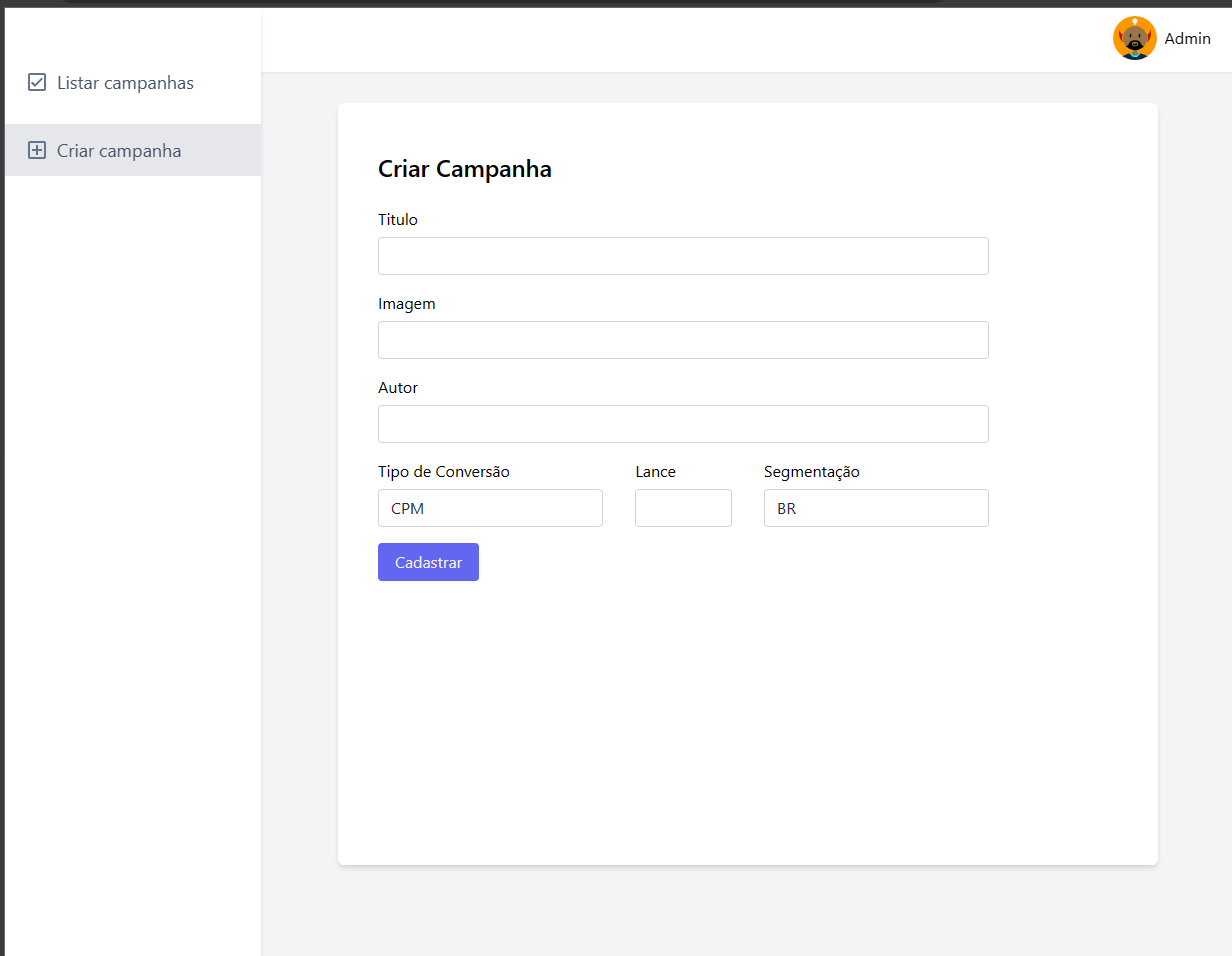 Admin
Listar campanhas
Criar campanha
Criar Campanha
Titulo
Imagem
Autor
Tipo de Conversão Lance Segmentação
CPM BR
Cadastrar